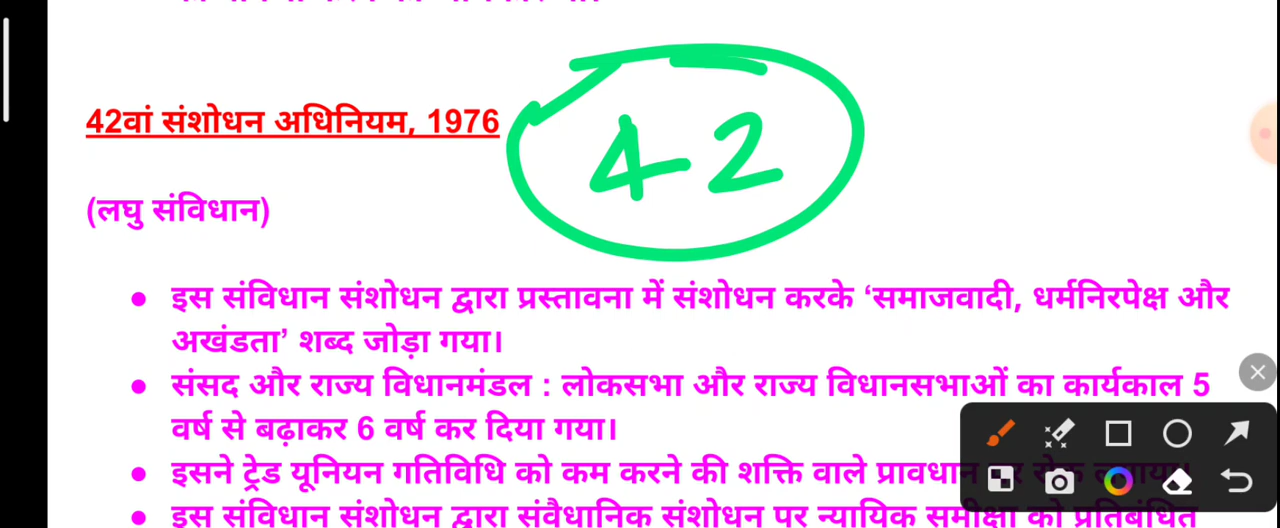 42वां संशोधन अधिनियम, 1976
42
(लघु संविधान)
• इस संविधान संशोधन द्वारा प्रस्तावना में संशोधन करके ‘समाजवादी, धर्मनिरपेक्ष और
अखंडता’ शब्द जोड़ा गया।
• संसद और राज्य विधानमंडल : लोकसभा और राज्य विधानसभाओं का कार्यकाल 5
वर्ष से बढ़ाकर 6 वर्ष कर दिया गया।
• इसने ट्रेड यूनियन गतिविधि को कम करने की शक्ति वाले प्रावधान
• इस संविधान संशोधन द्वारा संवैधानिक संशोधन पर न्यायिक समीक्षा को प्रतिबंधित